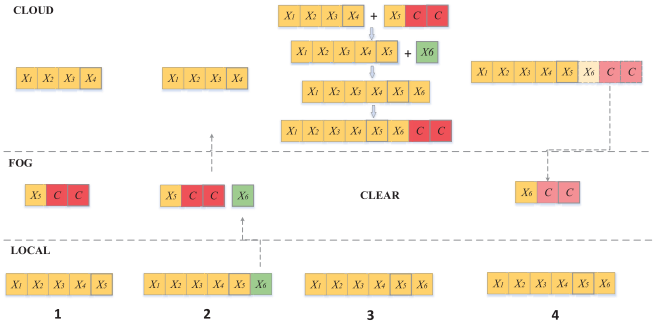 CLOUD
X1 X2 X3 X4 + X5 C C
X1 X2 X3 X4 X5 + X6
X1 X2 X3 X4
X1 X2 X3 X4
X1 X2 X3 X4 X5 X6 C C
X1 X2 X3 X4 X5 X6
X1 X2 X3 X4 X5 X6 C C
FOG
X5 C C
X5 C C X6
CLEAR
X6 C C
LOCAL
X1 X2 X3 X4 X5
X1 X2 X3 X4 X5 X6
X1 X2 X3 X4 X5 X6
X1 X2 X3 X4 X5 X6
1 2 3 4